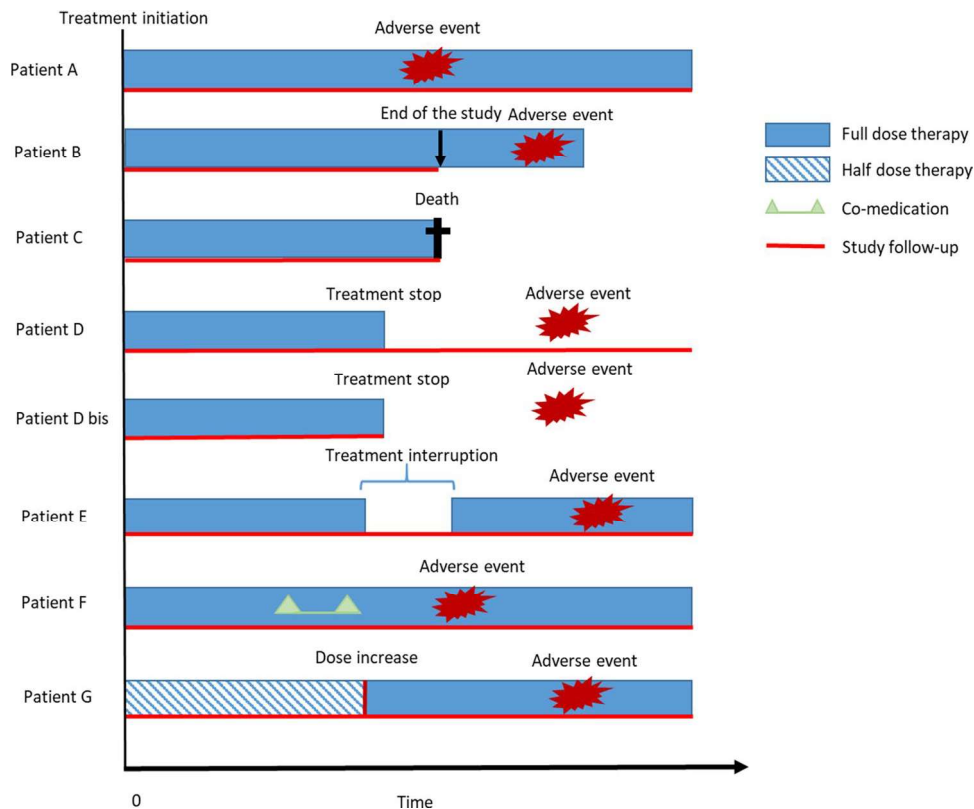 Treatment initiation
Adverse event
Patient A
End of the study
Adverse event
Patient B
Full dose therapy
Half dose therapy
Death
Co-medication
Patient C
Study follow-up
Treatment stop
Adverse event
Patient D
Treatment stop
Adverse event
Patient D bis
Treatment interruption
Adverse event
Patient E
Adverse event
Patient F
Dose increase
Adverse event
Patient G
0
Time